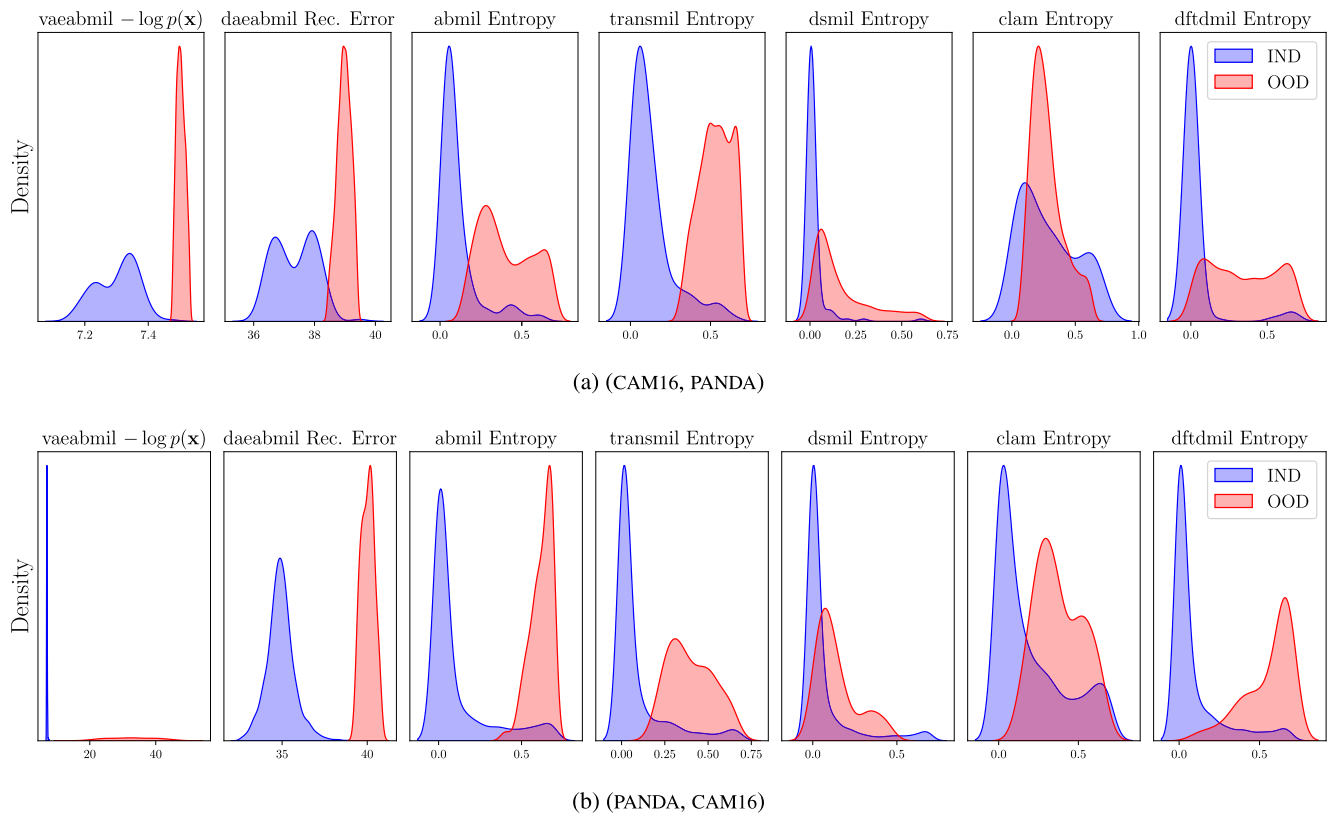 vaeabmil − log p(x) daeabmil Rec. Error abmil Entropy transmil Entropy dsmil Entropy clam Entropy dftdmil Entropy
IND
OOD
Density
7.2 7.4 36 38 40 0.0 0.5 0.0 0.5 0.00 0.25 0.50 0.75 0.0 0.5 1.0 0.0 0.5
(a) (CAM16, PANDA)
vaeabmil − log p(x) daeabmil Rec. Error abmil Entropy transmil Entropy dsmil Entropy clam Entropy dftdmil Entropy
IND
OOD
Density
20 40 35 40 0.0 0.5 0.00 0.25 0.50 0.75 0.0 0.5 0.0 0.5 0.0 0.5
(b) (PANDA, CAM16)